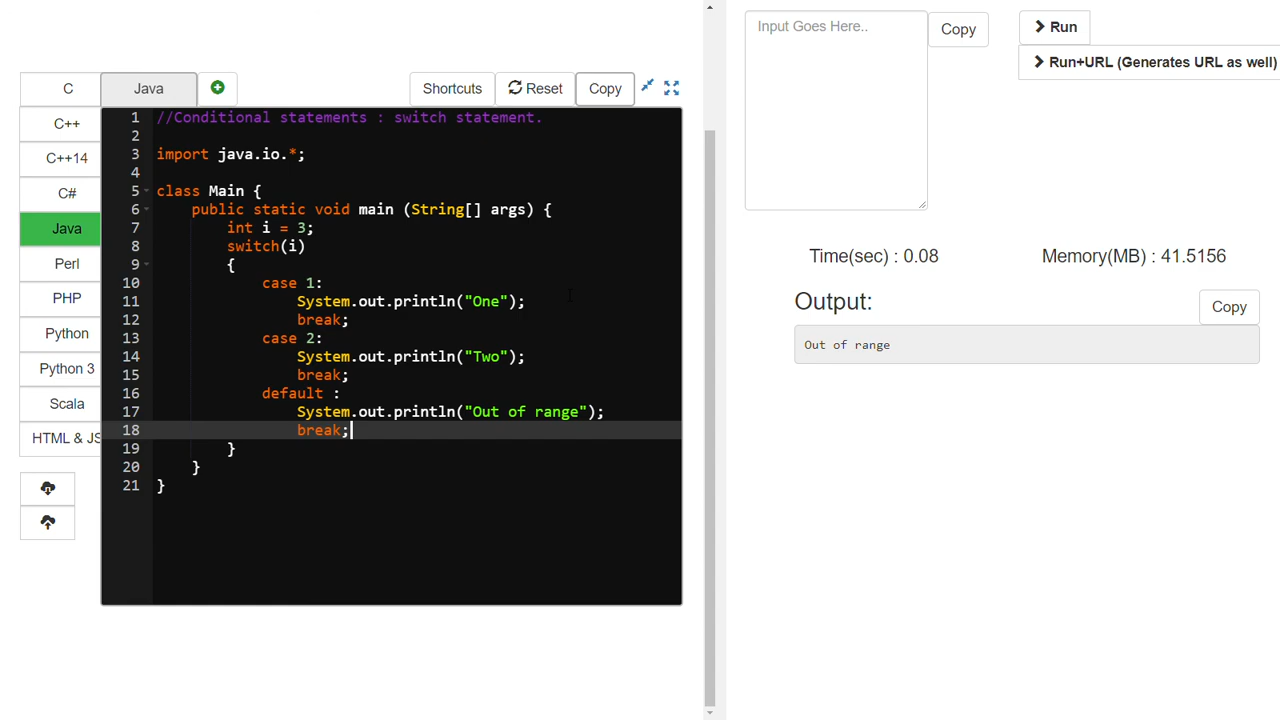 C
Java
Shortcuts
Reset
Copy
C++
C++14
C#
Java
Perl
PHP
Python
Python 3
Scala
HTML & JS
1 //Conditional statements : switch statement.
2
3 import java.io.*;
4
5 class Main {
6 public static void main (String[] args) {
7 int i = 3;
8 switch(i)
9 {
10 case 1:
11 System.out.println("One");
12 break;
13 case 2:
14 System.out.println("Two");
15 break;
16 default :
17 System.out.println("Out of range");
18 break;
19 }
20 }
21 }
Input Goes Here..
Copy
Run
Run+URL (Generates URL as well)
Time(sec) : 0.08
Memory(MB) : 41.5156
Output:
Copy
Out of range